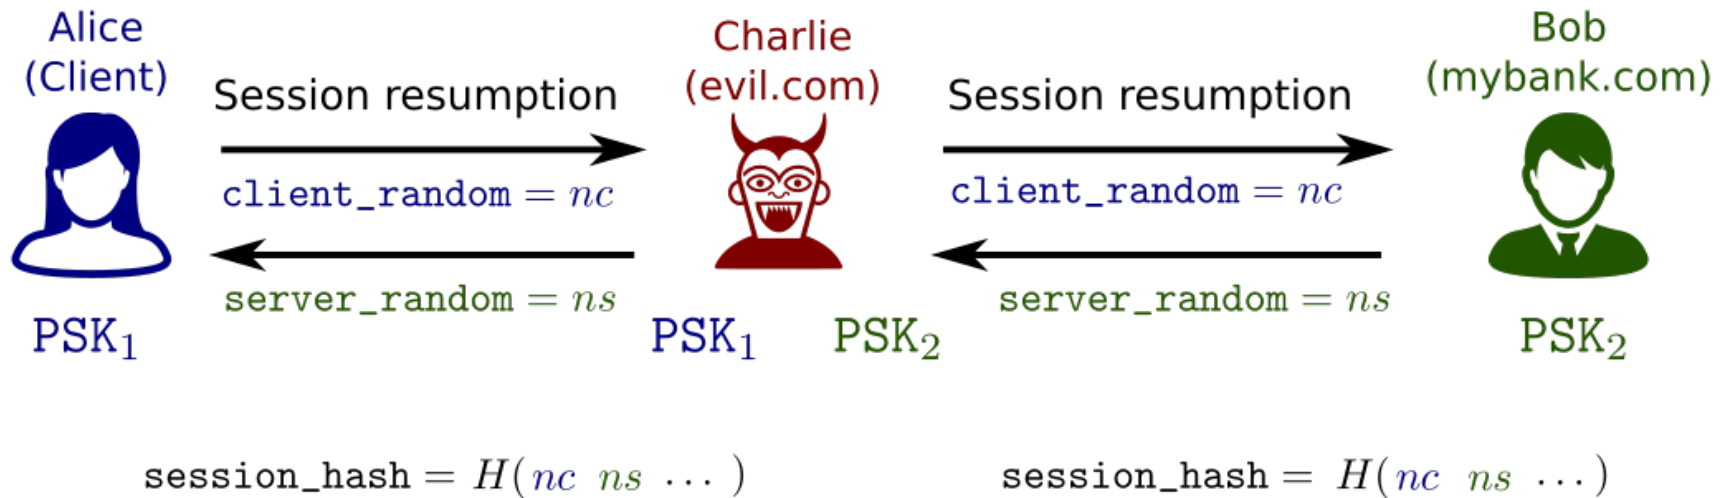 Alice
(Client)
Charlie
(evil.com)
Bob
(mybank.com)
Session resumption
Session resumption
client_random = nc
client_random = nc
server_random = ns
server_random = ns
PSK₁
PSK₁
PSK₂
PSK₂
session_hash = H( nc ns ⋯ )
session_hash = H( nc ns ⋯ )